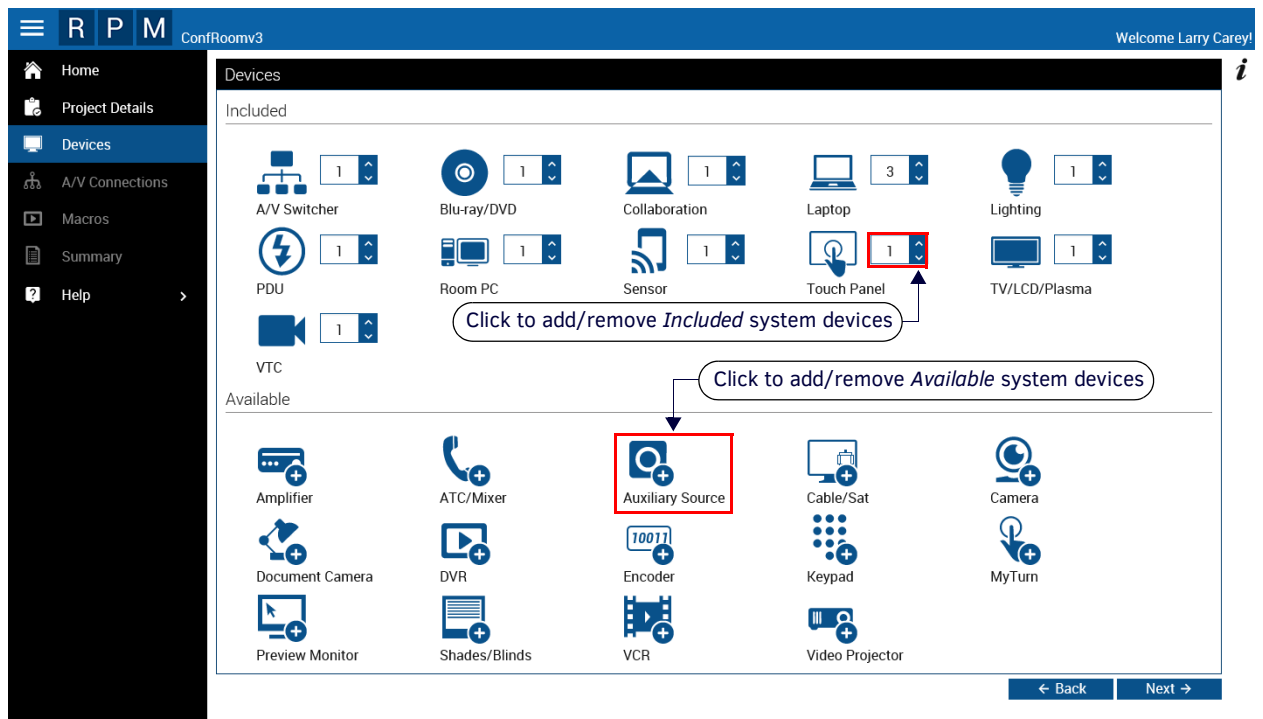 R P M ConfRoomv3 Welcome Larry Carey!
Home
Project Details
Devices
A/V Connections
Macros
Summary
? Help
i
Devices
Included
1 1 1 3 1
A/V Switcher Blu-ray/DVD Collaboration Laptop Lighting
1 1 1 1 1
PDU Room PC Sensor Touch Panel TV/LCD/Plasma
Click to add/remove Included system devices
1
VTC
Click to add/remove Available system devices
Available
Amplifier ATC/Mixer Auxiliary Source Cable/Sat Camera
10011
Document Camera DVR Encoder Keypad MyTurn
Preview Monitor Shades/Blinds VCR Video Projector
← Back Next →